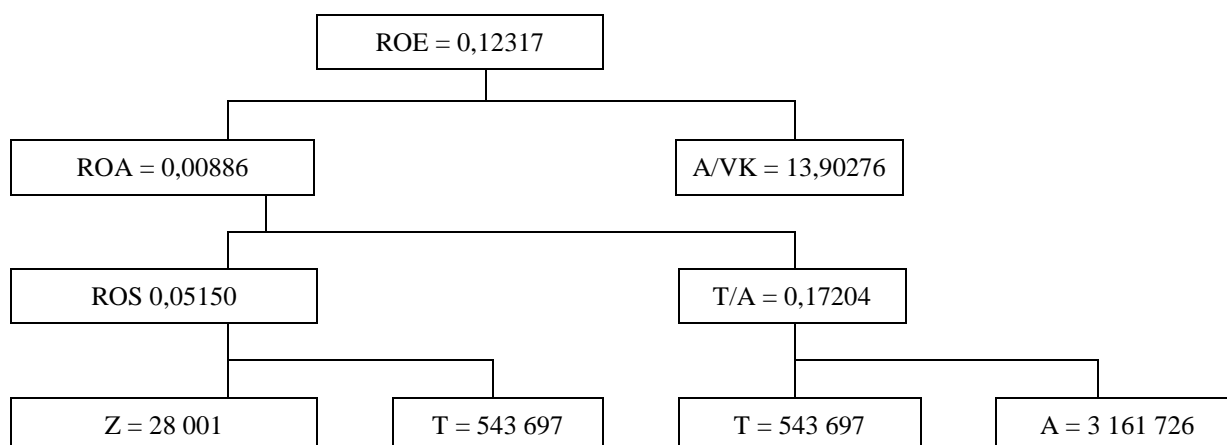 ROE = 0,12317
ROA = 0,00886
A/VK = 13,90276
ROS 0,05150
T/A = 0,17204
Z = 28 001
T = 543 697
T = 543 697
A = 3 161 726